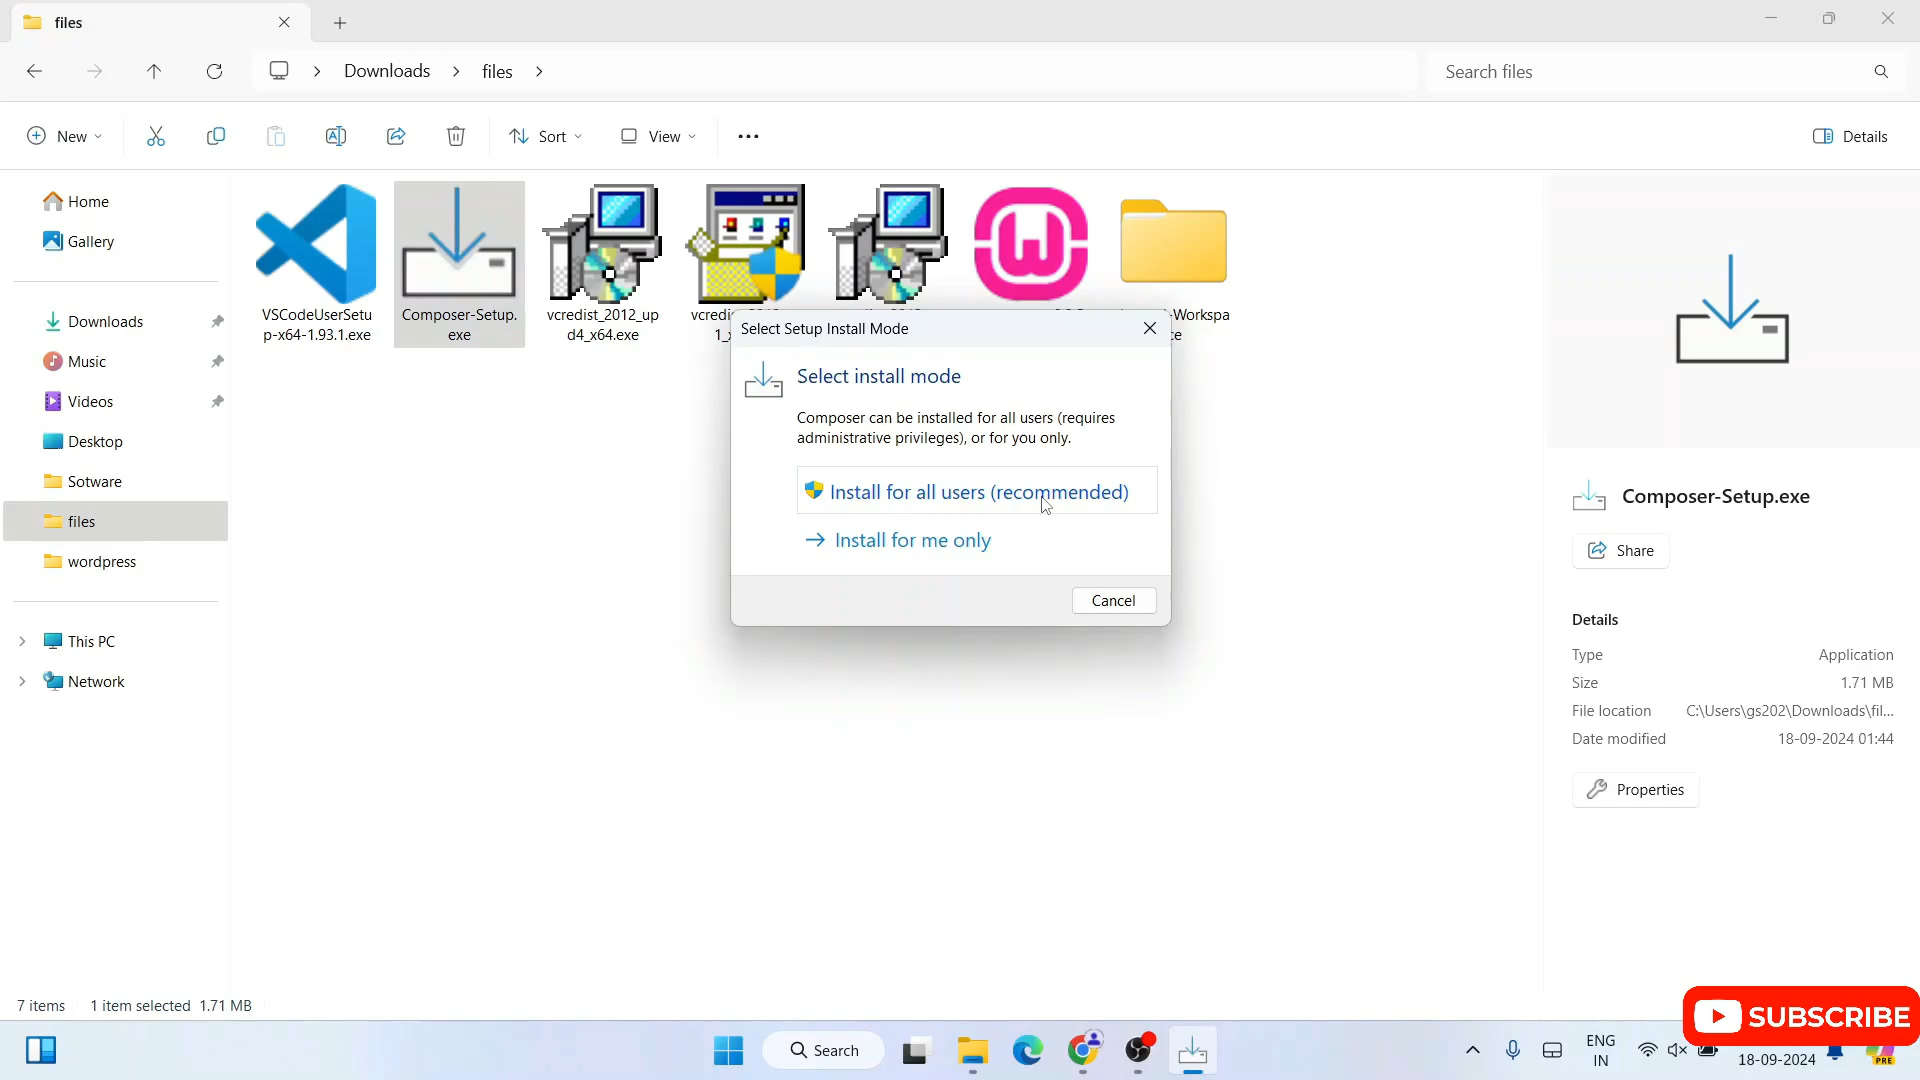 files
Downloads
files
Search files
New
Sort
View
Details
Home
Gallery
Downloads
Music
Videos
Desktop
Sotware
files
wordpress
This PC
Network
VSCodeUserSetu
p-x64-1.93.1.exe
Composer-Setup.
exe
vcredist_2012_up
d4_x64.exe
Select Setup Install Mode
Select install mode
Composer can be installed for all users (requires
administrative privileges), or for you only.
Install for all users (recommended)
Install for me only
Cancel
Composer-Setup.exe
Share
Details
Type Application
Size 1.71 MB
File location C:\Users\gs202\Downloads\fil...
Date modified 18-09-2024 01:44
Properties
7 items 1 item selected 1.71 MB
SUBSCRIBE
Search
ENG
IN
18-09-2024
PRE